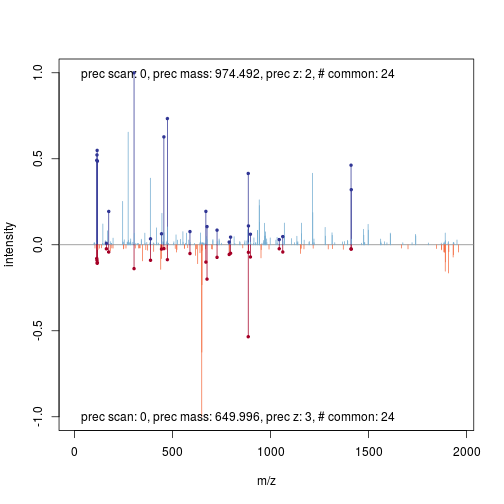 prec scan: 0, prec mass: 974.492, prec z: 2, # common: 24
1.0
0.5
0.0
-0.5
-1.0
intensity
prec scan: 0, prec mass: 649.996, prec z: 3, # common: 24
0
500
1000
1500
2000
m/z